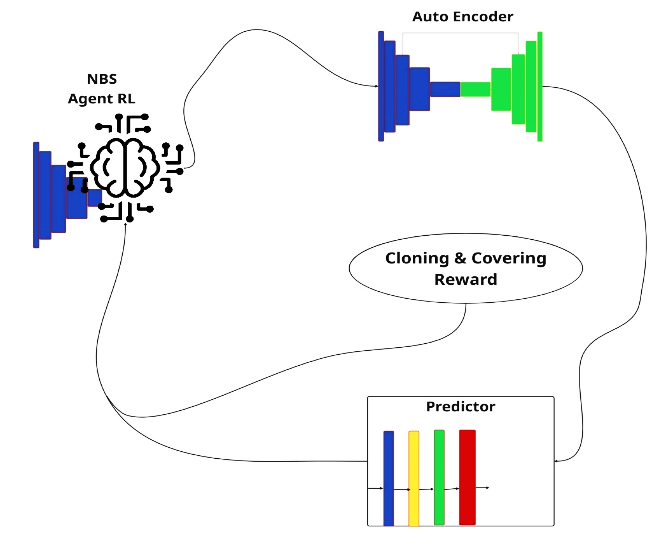 Auto Encoder
NBS
Agent RL
Cloning & Covering
Reward
Predictor